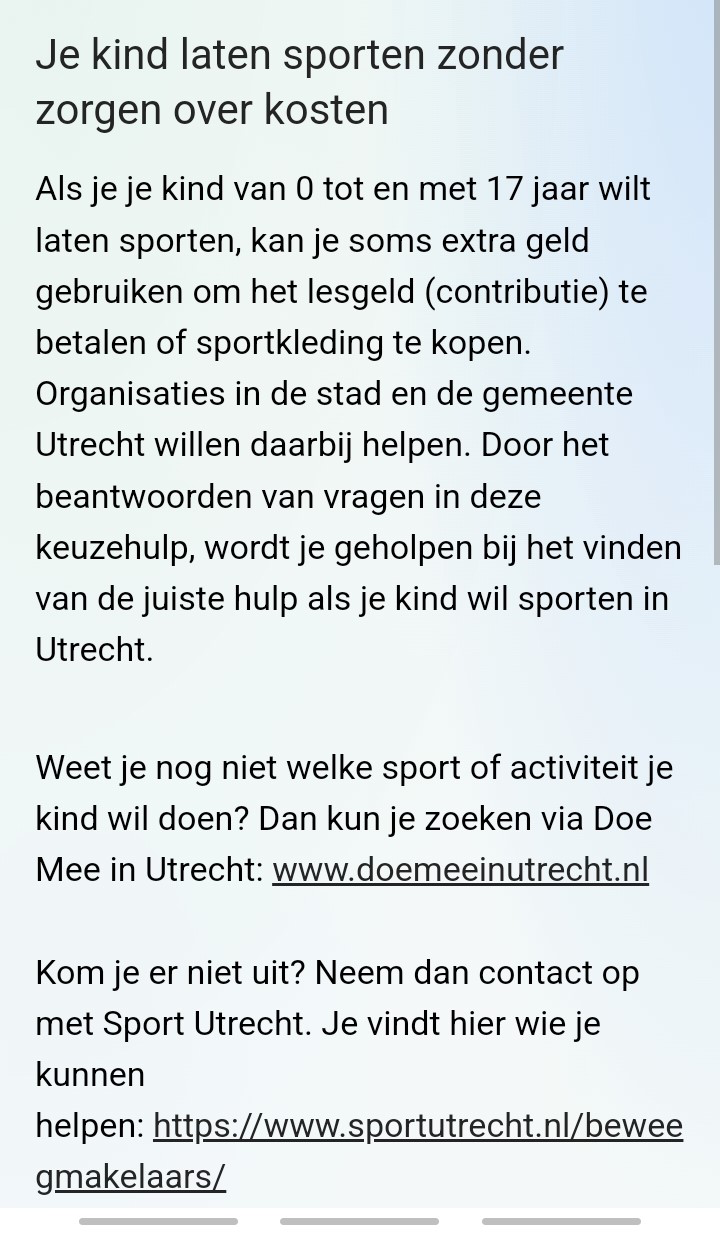 Je kind laten sporten zonder
zorgen over kosten
Als je je kind van 0 tot en met 17 jaar wilt
laten sporten, kan je soms extra geld
gebruiken om het lesgeld (contributie) te
betalen of sportkleding te kopen.
Organisaties in de stad en de gemeente
Utrecht willen daarbij helpen. Door het
beantwoorden van vragen in deze
keuzehulp, wordt je geholpen bij het vinden
van de juiste hulp als je kind wil sporten in
Utrecht.
Weet je nog niet welke sport of activiteit je
kind wil doen? Dan kun je zoeken via Doe
Mee in Utrecht: www.doemeeinutrecht.nl
Kom je er niet uit? Neem dan contact op
met Sport Utrecht. Je vindt hier wie je
kunnen
helpen: https://www.sportutrecht.nl/bewee
gmakelaars/